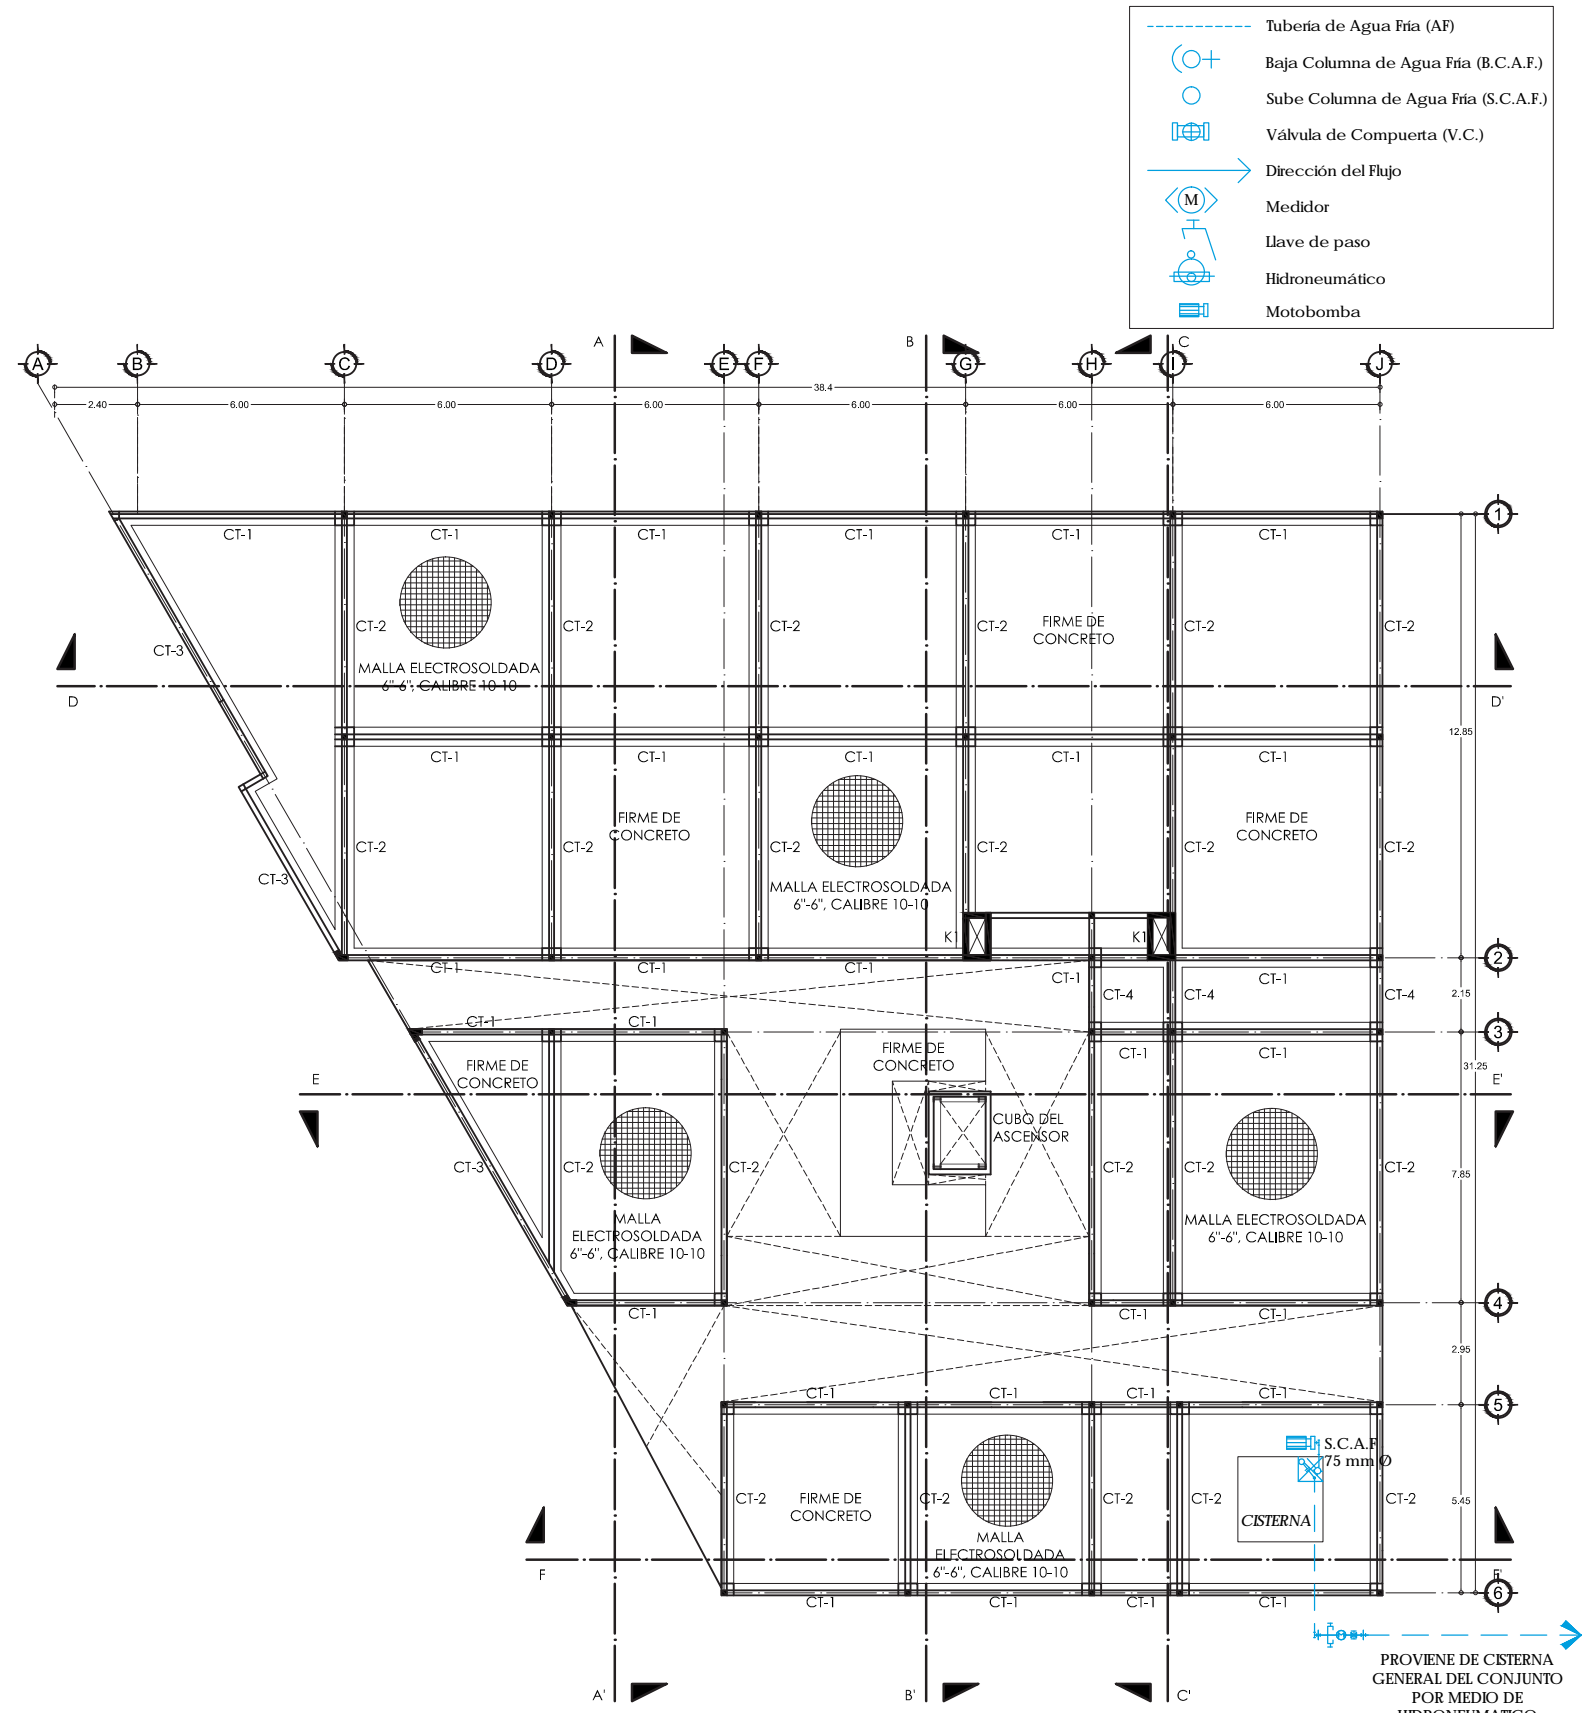 Tubería de Agua Fría (AF)
Baja Columna de Agua Fría (B.C.A.F.)
Sube Columna de Agua Fría (S.C.A.F.)
Válvula de Compuerta (V.C.)
Dirección del Flujo
M
Medidor
Llave de paso
Hidroneumático
Motobomba
A B C
A B C D E F G H I J
38.4
2.40 6.00 6.00 6.00 6.00 6.00 6.00
1
CT-1 CT-1 CT-1 CT-1 CT-1 CT-1
CT-3 CT-2 CT-2 CT-2 CT-2 CT-2 CT-2
FIRME DE
CONCRETO
MALLA ELECTROSOLDADA
6"-6", CALIBRE 10-10
D D'
12.85
CT-1 CT-1 CT-1 CT-1 CT-1
FIRME DE
CONCRETO
FIRME DE
CONCRETO
CT-3 CT-2 CT-2 CT-2 CT-2 CT-2 CT-2
MALLA ELECTROSOLDADA
6"-6", CALIBRE 10-10
K1 K1
2
CT-1 CT-1 CT-1 CT-1 CT-1
CT-4 CT-4 CT-4
2.15
3
CT-1 CT-1 CT-1 CT-1
FIRME DE
CONCRETO
FIRME DE
CONCRETO
31.25
E E'
CUBO DEL
ASCENSOR
CT-3 CT-2 CT-2 CT-2 CT-2 CT-2
7.85
MALLA
ELECTROSOLDADA
6"-6", CALIBRE 10-10
MALLA ELECTROSOLDADA
6"-6", CALIBRE 10-10
4
CT-1 CT-1 CT-1
2.95
CT-1 CT-1 CT-1 CT-1
5
S.C.A.F
75 mm Ø
CT-2 CT-2 CT-2 CT-2 CT-2
FIRME DE
CONCRETO
5.45
CISTERNA
MALLA
ELECTROSOLDADA
6"-6", CALIBRE 10-10
F F'
6
CT-1 CT-1 CT-1 CT-1
PROVIENE DE CISTERNA
GENERAL DEL CONJUNTO
POR MEDIO DE
HIDRONEUMATICO
A' B' C'